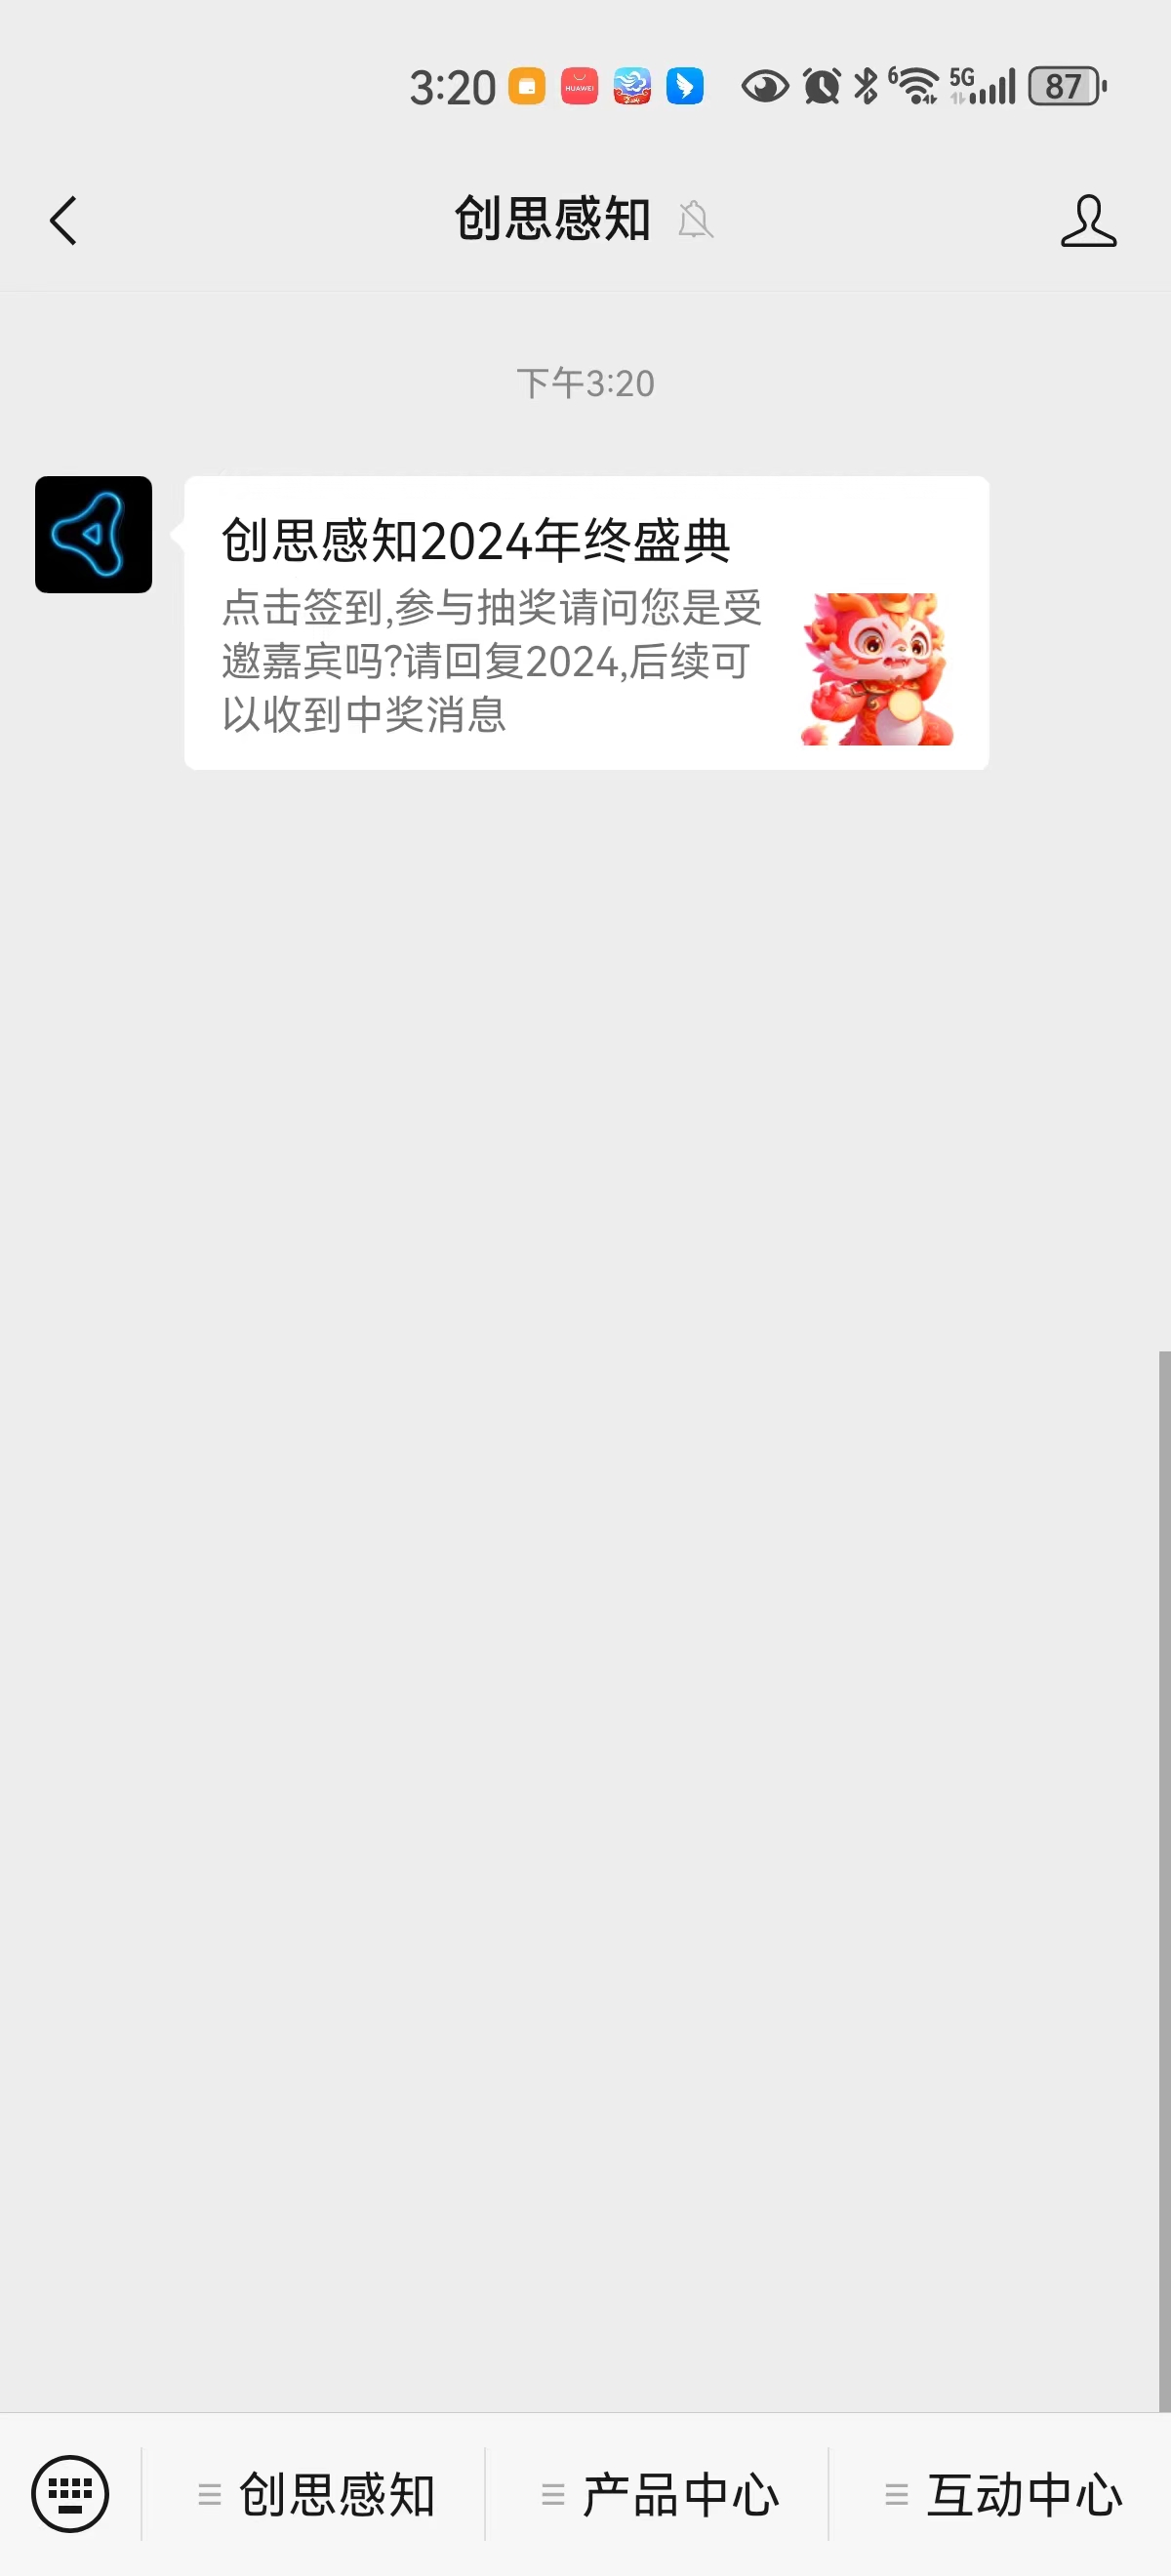 3:20 HUAWEI 6 5G 87
创思感知
下午3:20
创思感知2024年终盛典
点击签到,参与抽奖请问您是受
邀嘉宾吗?请回复2024,后续可
以收到中奖消息
创思感知 产品中心 互动中心